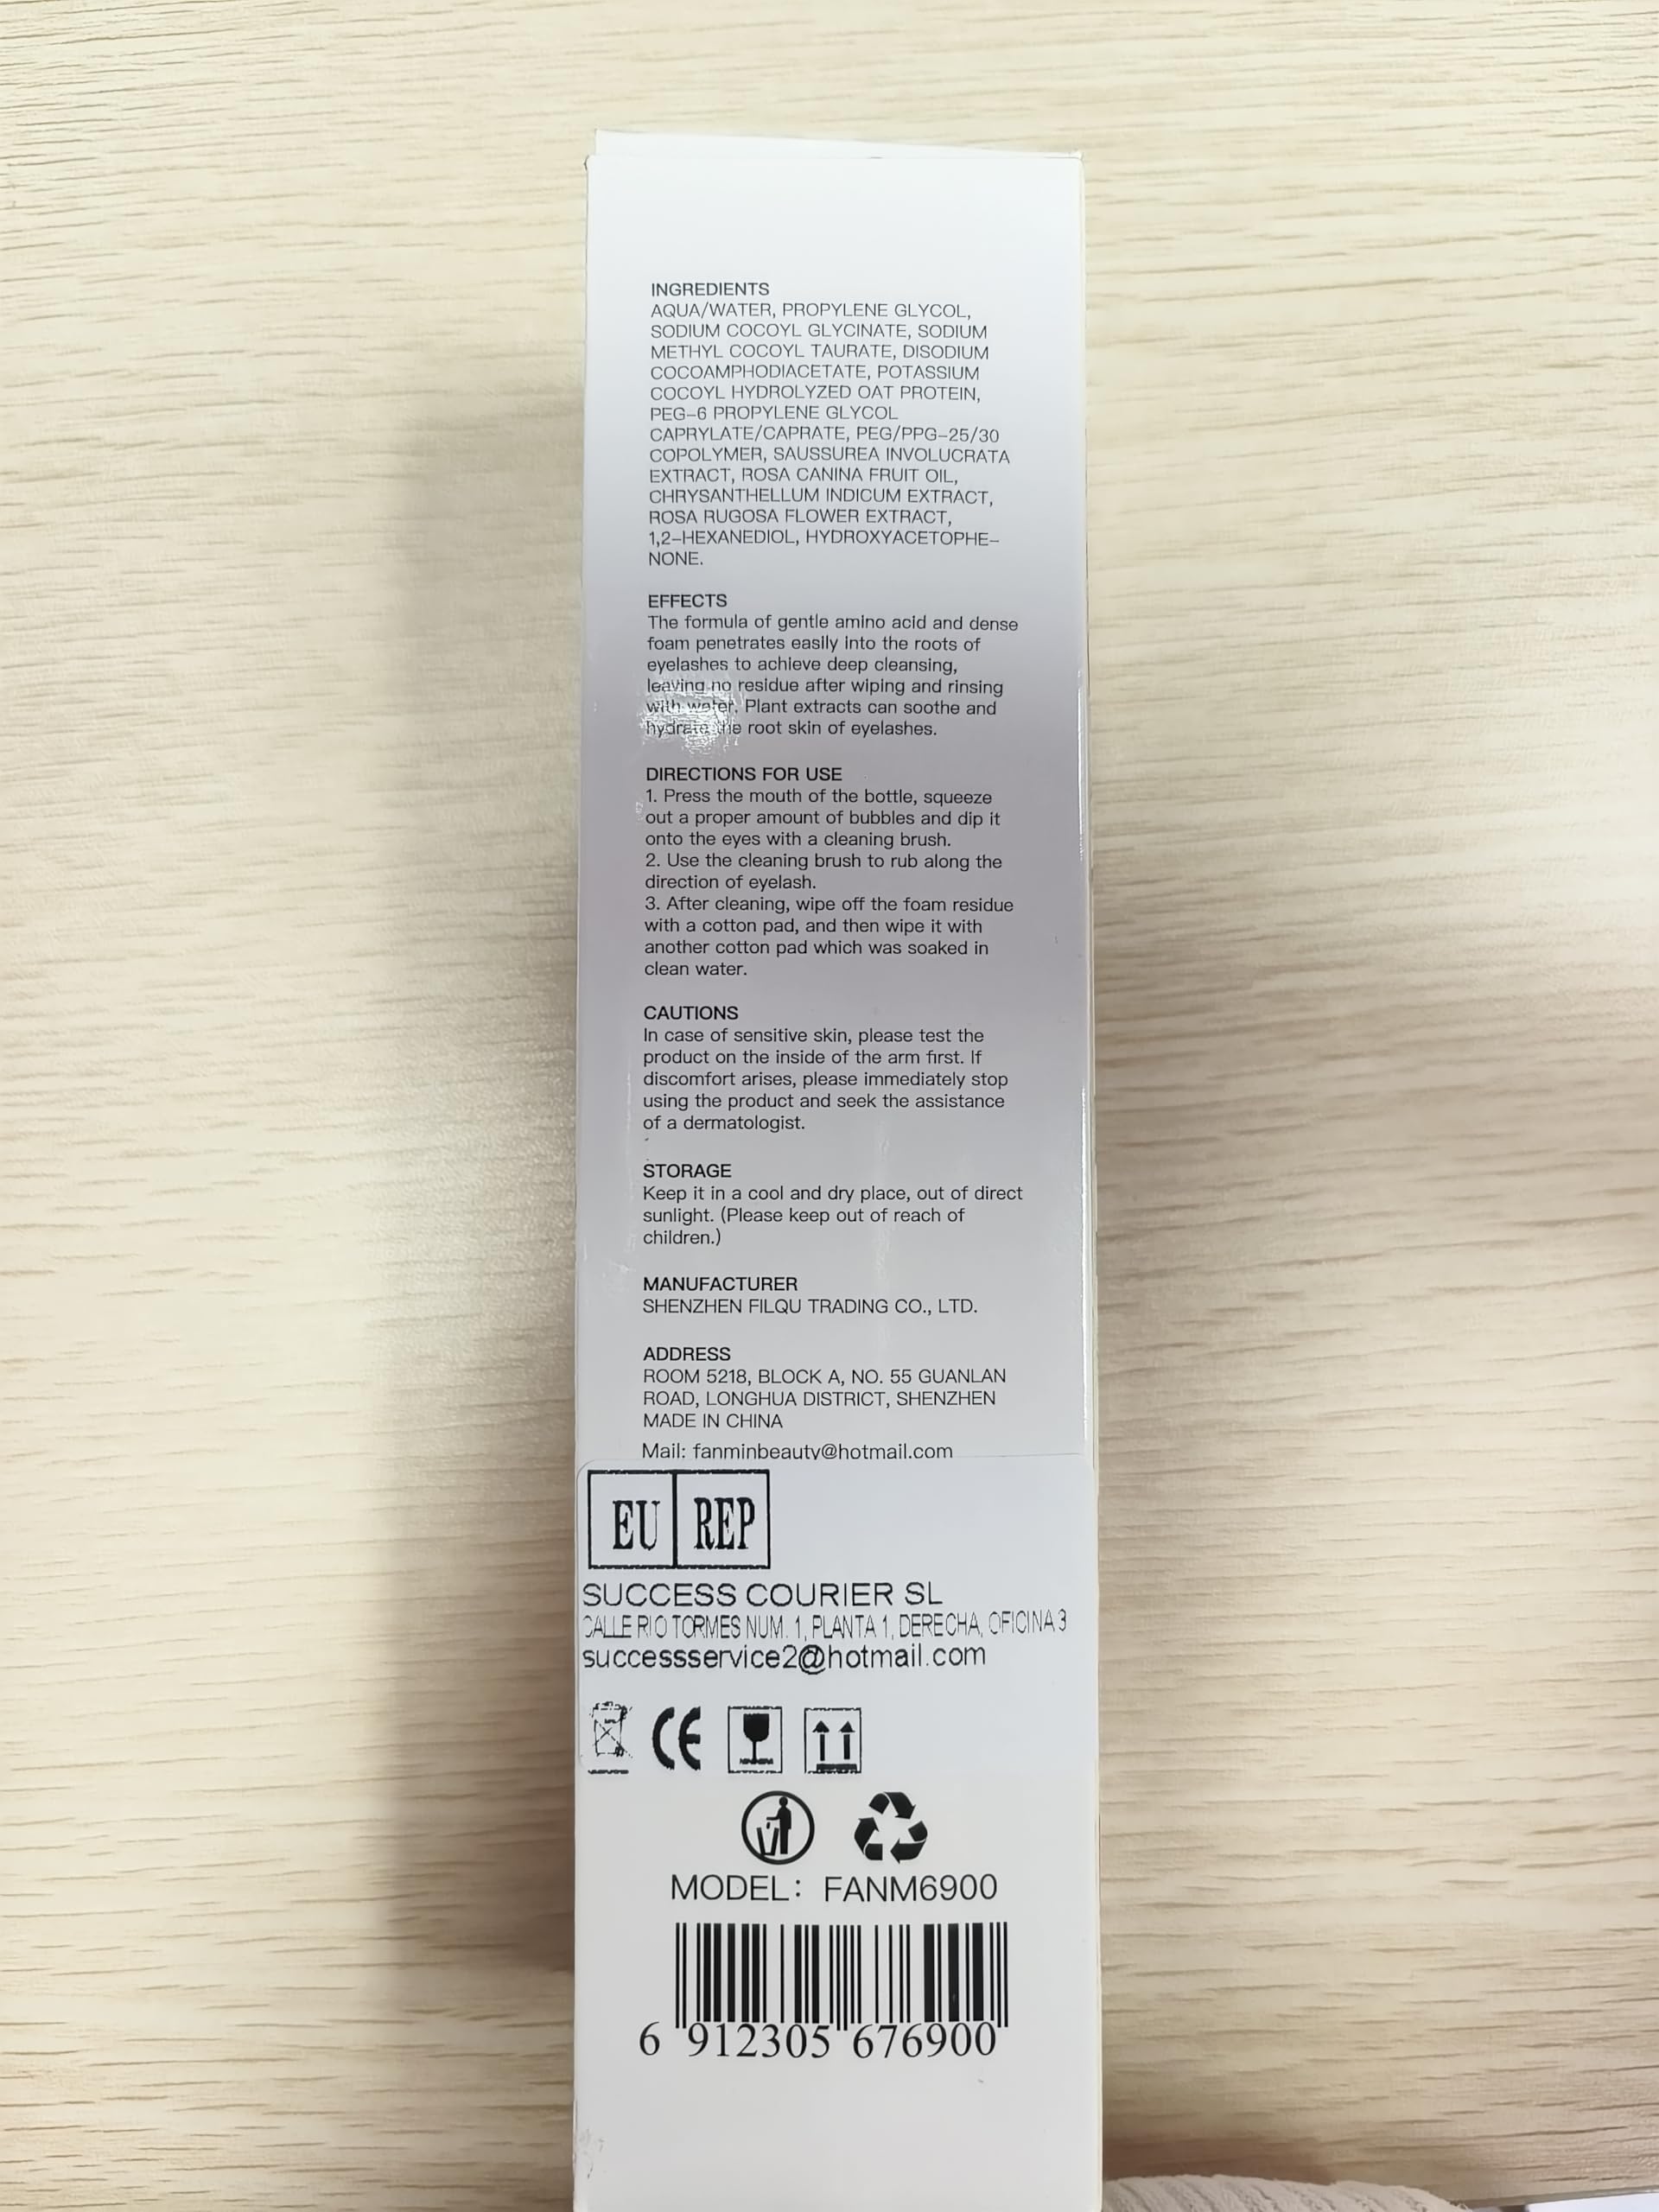 INGREDIENTS
AQUA/WATER, PROPYLENE GLYCOL,
SODIUM COCOYL GLYCINATE, SODIUM
METHYL COCOYL TAURATE, DISODIUM
COCOAMPHODIACETATE, POTASSIUM
COCOYL HYDROLYZED OAT PROTEIN,
PEG-6 PROPYLENE GLYCOL
CAPRYLATE/CAPRATE, PEG/PPG-25/30
COPOLYMER, SAUSSUREA INVOLUCRATA
EXTRACT, ROSA CANINA FRUIT OIL,
CHRYSANTHELLUM INDICUM EXTRACT,
ROSA RUGOSA FLOWER EXTRACT,
1,2-HEXANEDIOL, HYDROXYACETOPHE-
NONE.
EFFECTS
The formula of gentle amino acid and dense
foam penetrates easily into the roots of
eyelashes to achieve deep cleansing,
leaving no residue after wiping and rinsing
with water. Plant extracts can soothe and
hydrate the root skin of eyelashes.
DIRECTIONS FOR USE
1. Press the mouth of the bottle, squeeze
out a proper amount of bubbles and dip it
onto the eyes with a cleaning brush.
2. Use the cleaning brush to rub along the
direction of eyelash.
3. After cleaning, wipe off the foam residue
with a cotton pad, and then wipe it with
another cotton pad which was soaked in
clean water.
CAUTIONS
In case of sensitive skin, please test the
product on the inside of the arm first. If
discomfort arises, please immediately stop
using the product and seek the assistance
of a dermatologist.
STORAGE
Keep it in a cool and dry place, out of direct
sunlight. (Please keep out of reach of
children.)
MANUFACTURER
SHENZHEN FILQU TRADING CO., LTD.
ADDRESS
ROOM 5218, BLOCK A, NO. 55 GUANLAN
ROAD, LONGHUA DISTRICT, SHENZHEN
MADE IN CHINA
Mail: fanminbeauty@hotmail.com
EU REP
SUCCESS COURIER SL
CALLE RIO TORMES NUM. 1, PLANTA 1, DERECHA, OFICINA 3
successservice2@hotmail.com
CE
MODEL: FANM6900
6 912305 676900